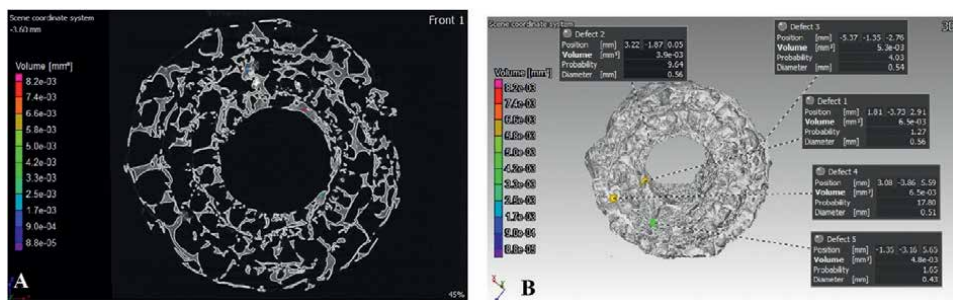 Scene coordinate system
-3.60 mm
Front 1
Volume [mm³]
8.2e-03
7.4e-03
6.6e-03
5.8e-03
5.0e-03
4.2e-03
3.3e-03
2.5e-03
1.7e-03
9.0e-04
8.8e-05
A
45%
Scene coordinate system
3D
Volume [mm³]
8.2e-03
7.4e-03
6.6e-03
5.8e-03
5.0e-03
4.2e-03
3.3e-03
2.5e-03
1.7e-03
9.0e-04
8.8e-05
B
Defect 2
Position [mm] 3.22 -1.87 0.05
Volume [mm³] 3.9e-03
Probability 9.64
Diameter [mm] 0.56
Defect 3
Position [mm] -5.37 -1.35 -2.76
Volume [mm³] 5.3e-03
Probability 4.03
Diameter [mm] 0.54
Defect 1
Position [mm] 1.81 -3.73 2.91
Volume [mm³] 6.5e-03
Probability 1.27
Diameter [mm] 0.56
Defect 4
Position [mm] 3.08 -3.86 5.59
Volume [mm³] 6.5e-03
Probability 17.80
Diameter [mm] 0.51
Defect 5
Position [mm] -1.35 -3.16 5.65
Volume [mm³] 4.8e-03
Probability 1.65
Diameter [mm] 0.43